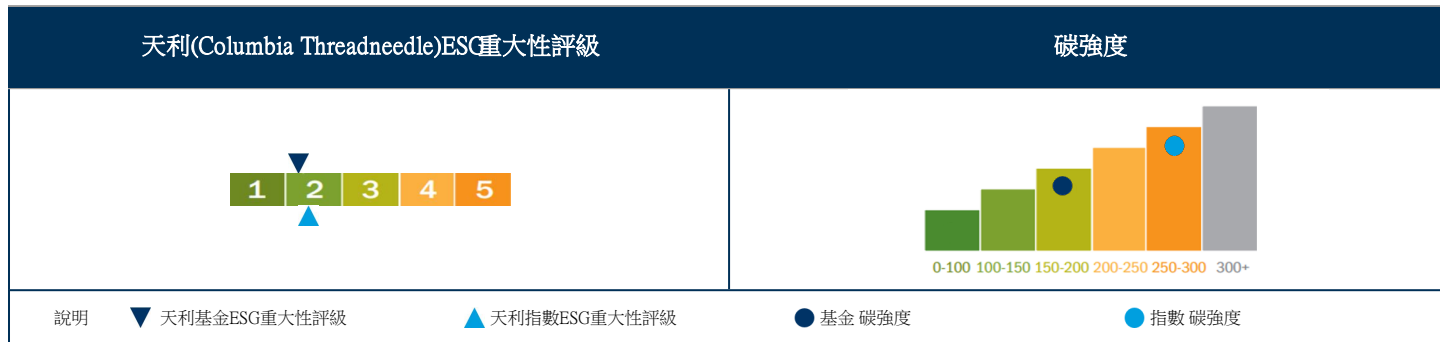 天利(Columbia Threadneedle)ESG重大性評級
碳強度
1 2 3 4 5
0-100 100-150 150-200 200-250 250-300 300+
說明 天利基金ESG重大性評級 天利指數ESG重大性評級 基金 碳強度 指數 碳強度